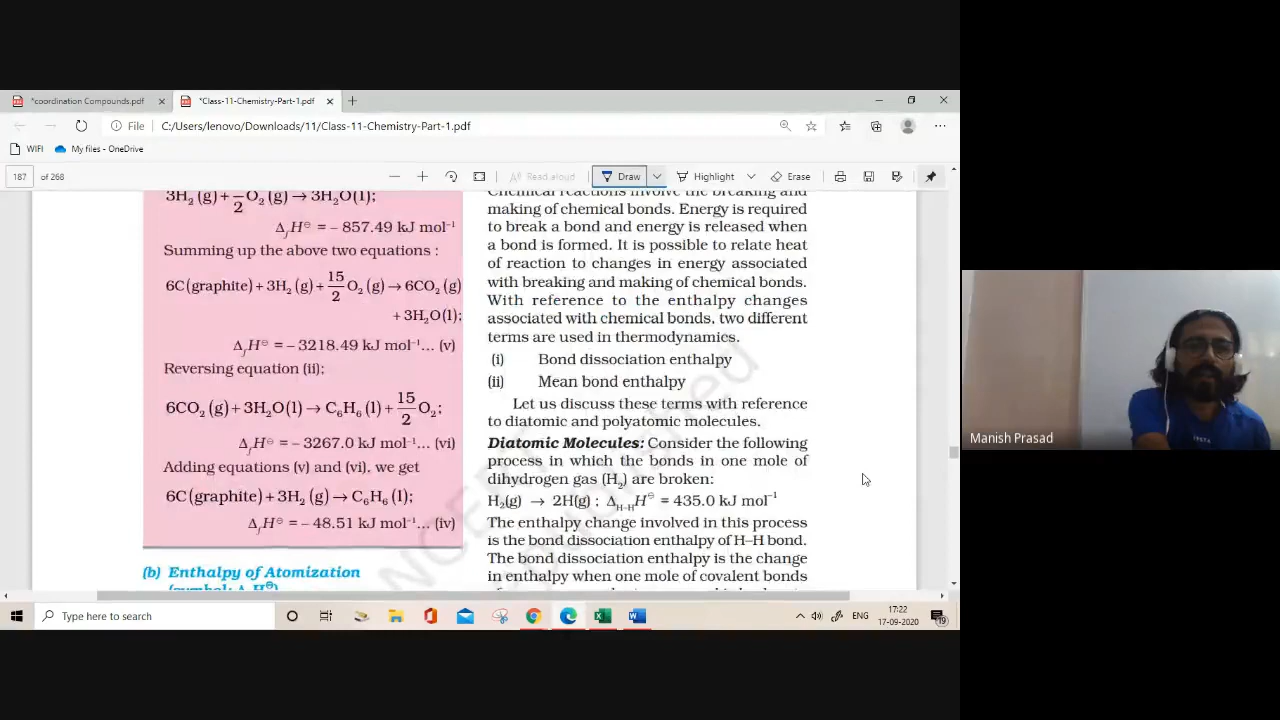 *coordination Compounds.pdf
*Class-11-Chemistry-Part-1.pdf
File C:/Users/lenovo/Downloads/11/Class-11-Chemistry-Part-1.pdf
WIFI My files - OneDrive
187 of 268 Read aloud Draw Highlight Erase
3H₂(g) + 7/2 O₂(g) → 3H₂O(l);
ΔfH⊖ = – 857.49 kJ mol⁻¹
Summing up the above two equations :
6C(graphite) + 3H₂(g) + 15/2 O₂(g) → 6CO₂(g)
+ 3H₂O(l);
ΔfH⊖ = – 3218.49 kJ mol⁻¹... (v)
Reversing equation (ii);
6CO₂(g) + 3H₂O(l) → C₆H₆(l) + 15/2 O₂;
ΔfH⊖ = – 3267.0 kJ mol⁻¹... (vi)
Adding equations (v) and (vi), we get
6C(graphite) + 3H₂(g) → C₆H₆(l);
ΔfH⊖ = – 48.51 kJ mol⁻¹... (iv)
(b) Enthalpy of Atomization
(symbol: ΔaH⊖)
Chemical reactions involve the breaking and
making of chemical bonds. Energy is required
to break a bond and energy is released when
a bond is formed. It is possible to relate heat
of reaction to changes in energy associated
with breaking and making of chemical bonds.
With reference to the enthalpy changes
associated with chemical bonds, two different
terms are used in thermodynamics.
(i) Bond dissociation enthalpy
(ii) Mean bond enthalpy
Let us discuss these terms with reference
to diatomic and polyatomic molecules.
Diatomic Molecules: Consider the following
process in which the bonds in one mole of
dihydrogen gas (H₂) are broken:
H₂(g) → 2H(g) ; ΔH–HH⊖ = 435.0 kJ mol⁻¹
The enthalpy change involved in this process
is the bond dissociation enthalpy of H–H bond.
The bond dissociation enthalpy is the change
in enthalpy when one mole of covalent bonds
Manish Prasad
Type here to search
ENG
17:22
17-09-2020
19